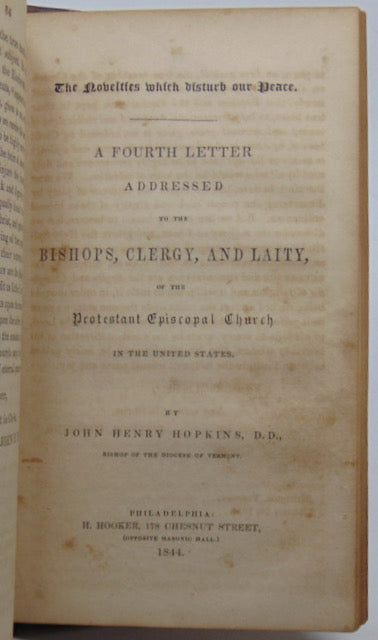 84
The Novelties which disturb our Peace.
A FOURTH LETTER
ADDRESSED
TO THE
BISHOPS, CLERGY, AND LAITY,
OF THE
Protestant Episcopal Church
IN THE UNITED STATES.
BY
JOHN HENRY HOPKINS, D.D.,
BISHOP OF THE DIOCESE OF VERMONT.
PHILADELPHIA:
H. HOOKER, 178 CHESNUT STREET,
(OPPOSITE MASONIC HALL.)
1844.